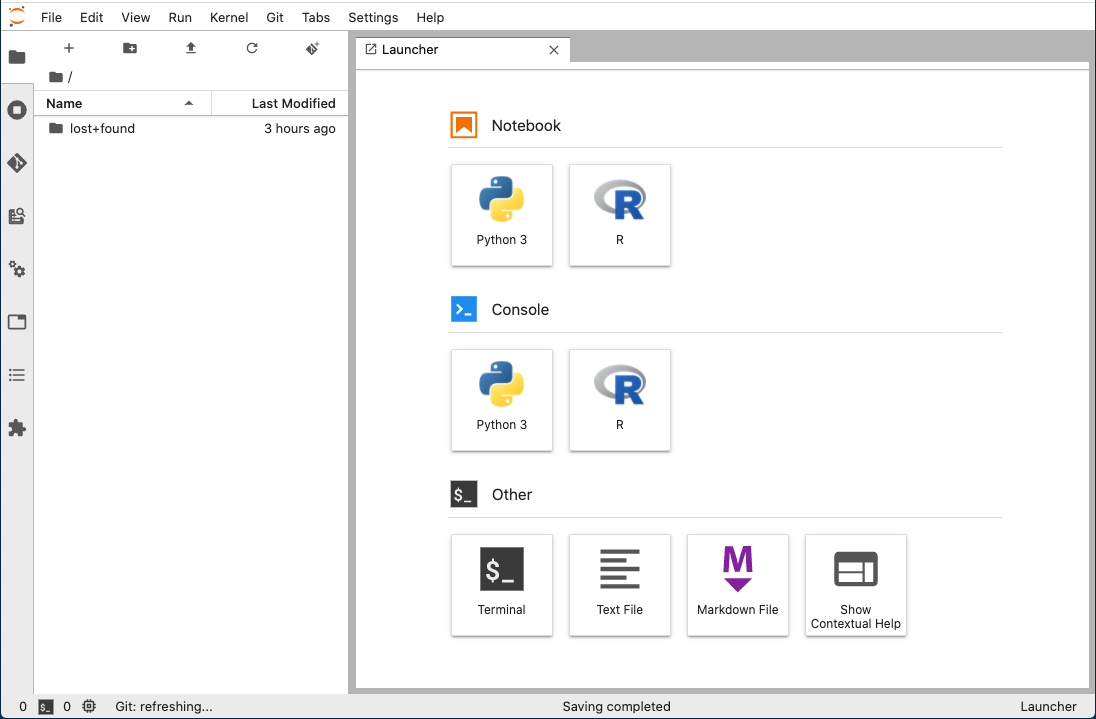 File Edit View Run Kernel Git Tabs Settings Help
Launcher
/
Name Last Modified
lost+found 3 hours ago
Notebook
Python 3 R
Console
>_
Python 3 R
$_ Other
$_ M
Terminal Text File Markdown File Show
Contextual Help
0 $_ 0 Git: refreshing... Saving completed Launcher